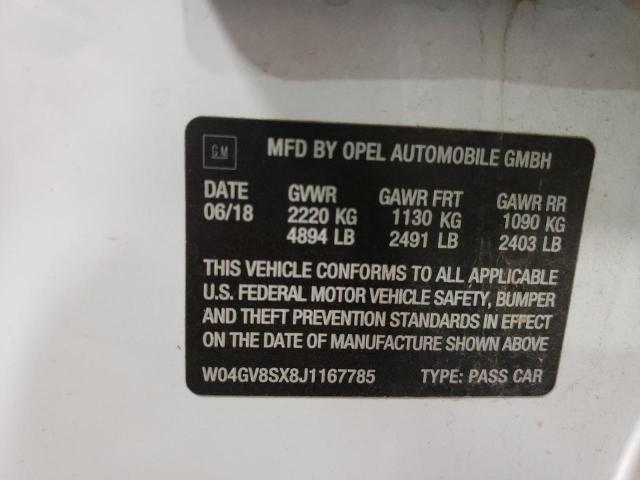 GM MFD BY OPEL AUTOMOBILE GMBH
DATE GVWR GAWR FRT GAWR RR
06/18 2220 KG 1130 KG 1090 KG
4894 LB 2491 LB 2403 LB
THIS VEHICLE CONFORMS TO ALL APPLICABLE
U.S. FEDERAL MOTOR VEHICLE SAFETY, BUMPER
AND THEFT PREVENTION STANDARDS IN EFFECT
ON THE DATE OF MANUFACTURE SHOWN ABOVE
W04GV8SX8J1167785 TYPE: PASS CAR